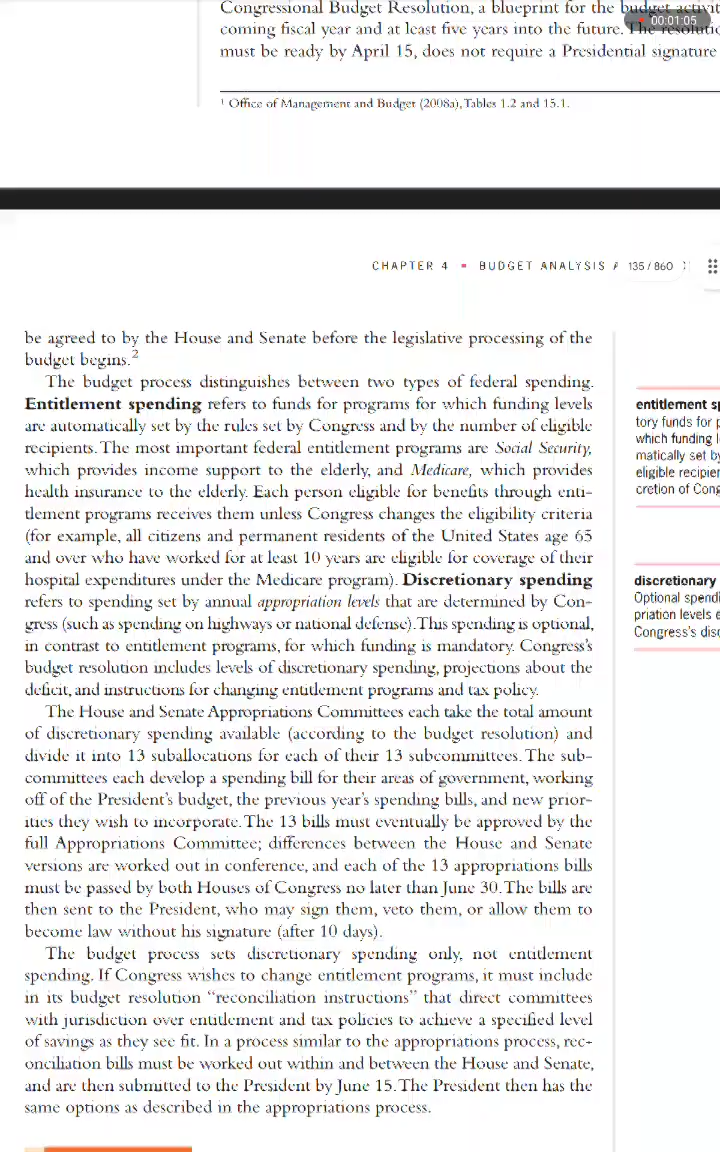 Congressional Budget Resolution, a blueprint for the budget
00:01:05
coming fiscal year and at least five years into the future. The
must be ready by April 15, does not require a Presidential signature
1 Office of Management and Budget (2008a), Tables 1.2 and 15.1.
CHAPTER 4 ▪ BUDGET ANALYSIS
135 / 860
be agreed to by the House and Senate before the legislative processing of the
budget begins.2
The budget process distinguishes between two types of federal spending.
Entitlement spending refers to funds for programs for which funding levels
are automatically set by the rules set by Congress and by the number of eligible
recipients. The most important federal entitlement programs are Social Security,
which provides income support to the elderly, and Medicare, which provides
health insurance to the elderly. Each person eligible for benefits through enti-
tlement programs receives them unless Congress changes the eligibility criteria
(for example, all citizens and permanent residents of the United States age 65
and over who have worked for at least 10 years are eligible for coverage of their
hospital expenditures under the Medicare program). Discretionary spending
refers to spending set by annual appropriation levels that are determined by Con-
gress (such as spending on highways or national defense). This spending is optional,
in contrast to entitlement programs, for which funding is mandatory. Congress's
budget resolution includes levels of discretionary spending, projections about the
deficit, and instructions for changing entitlement programs and tax policy.
The House and Senate Appropriations Committees each take the total amount
of discretionary spending available (according to the budget resolution) and
divide it into 13 suballocations for each of their 13 subcommittees. The sub-
committees each develop a spending bill for their areas of government, working
off of the President's budget, the previous year's spending bills, and new prior-
ities they wish to incorporate. The 13 bills must eventually be approved by the
full Appropriations Committee; differences between the House and Senate
versions are worked out in conference, and each of the 13 appropriations bills
must be passed by both Houses of Congress no later than June 30. The bills are
then sent to the President, who may sign them, veto them, or allow them to
become law without his signature (after 10 days).
The budget process sets discretionary spending only, not entitlement
spending. If Congress wishes to change entitlement programs, it must include
in its budget resolution “reconciliation instructions” that direct committees
with jurisdiction over entitlement and tax policies to achieve a specified level
of savings as they see fit. In a process similar to the appropriations process, rec-
onciliation bills must be worked out within and between the House and Senate,
and are then submitted to the President by June 15. The President then has the
same options as described in the appropriations process.
entitlement
tory funds for
which funding
matically set by
eligible
cretion of
discretionary
Optional
priation levels
Congress's